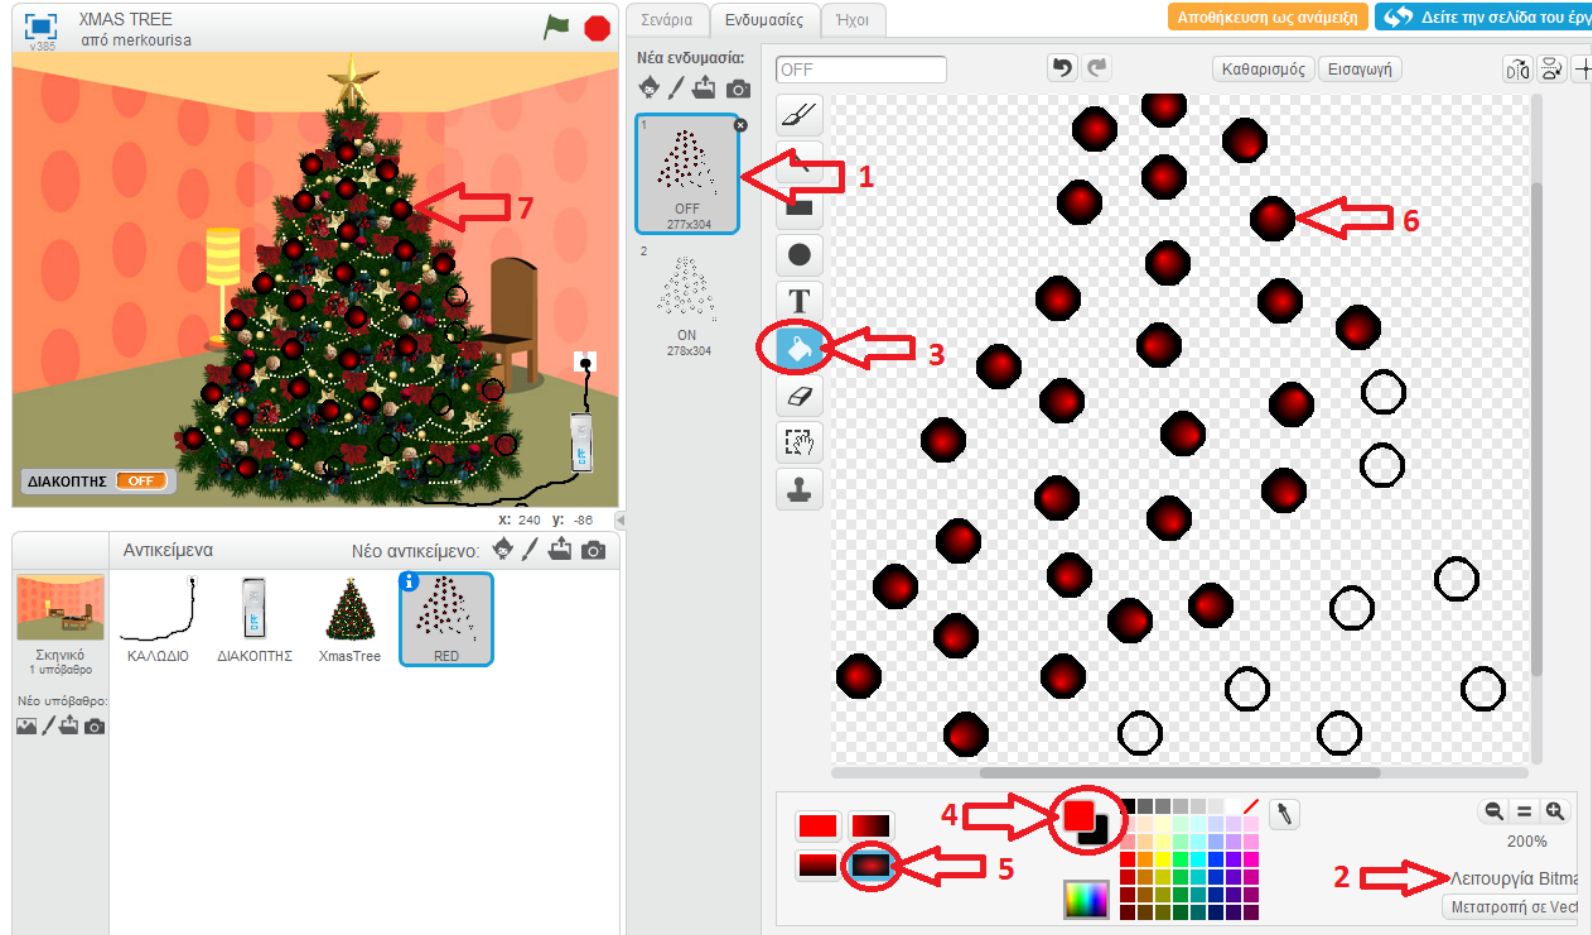 XMAS TREE
από merkourisa
v385
Σενάρια
Ενδυμασίες
Ήχοι
Αποθήκευση ως ανάμειξη
Δείτε την σελίδα του έργ
Νέα ενδυμασία:
OFF
Καθαρισμός
Εισαγωγή
1
OFF
277x304
2
ON
278x304
1
3
6
7
T
ΔΙΑΚΟΠΤΗΣ OFF
OFF
x: 240 y: -86
Αντικείμενα
Νέο αντικείμενο:
Σκηνικό
1 υπόβαθρο
Νέο υπόβαθρο:
ΚΑΛΩΔΙΟ
ΔΙΑΚΟΠΤΗΣ
XmasTree
RED
OFF
4
5
2
200%
Λειτουργία Bitma
Μετατροπή σε Vect